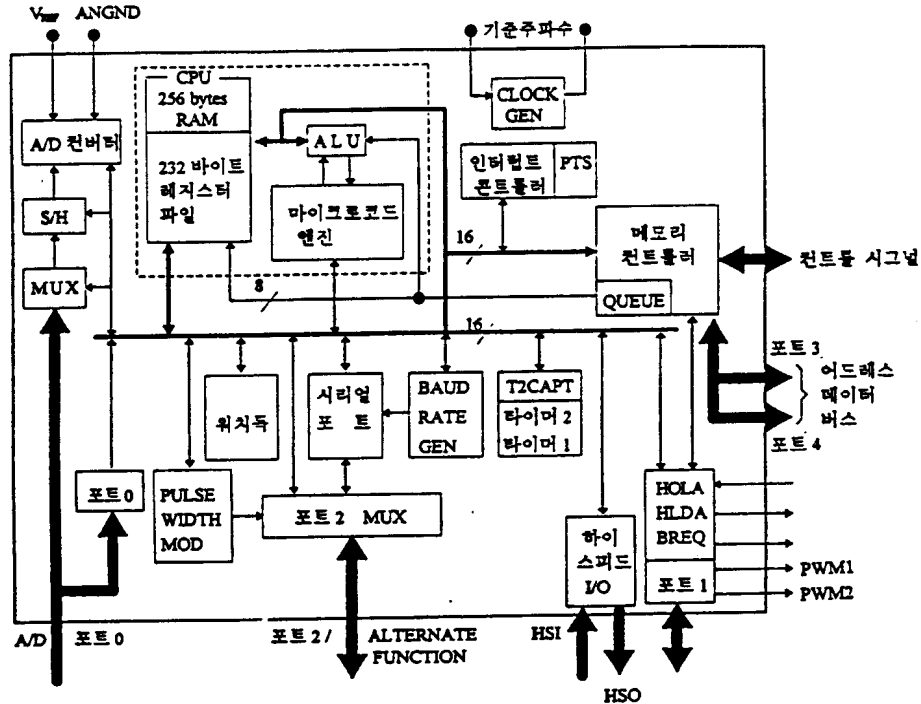 VREF ANGND
기준주파수
CPU
256 bytes
RAM
CLOCK
GEN
A/D 컨버터
ALU
232 바이트
레지스터
파일
인터럽트
콘트롤러
PTS
S/H
마이크로코드
엔진
16
메모리
컨트롤러
컨트롤 시그널
MUX
8
QUEUE
16
포트 3
어드레스
데이터
버스
포트 4
워치독
시리얼
포트
BAUD
RATE
GEN
T2CAPT
타이머 2
타이머 1
포트 0
PULSE
WIDTH
MOD
포트 2 MUX
하이
스피드
I/O
HOLA
HLDA
BREQ
포트 1
PWM1
PWM2
A/D
포트 0
포트 2 /
ALTERNATE
FUNCTION
HSI
HSO